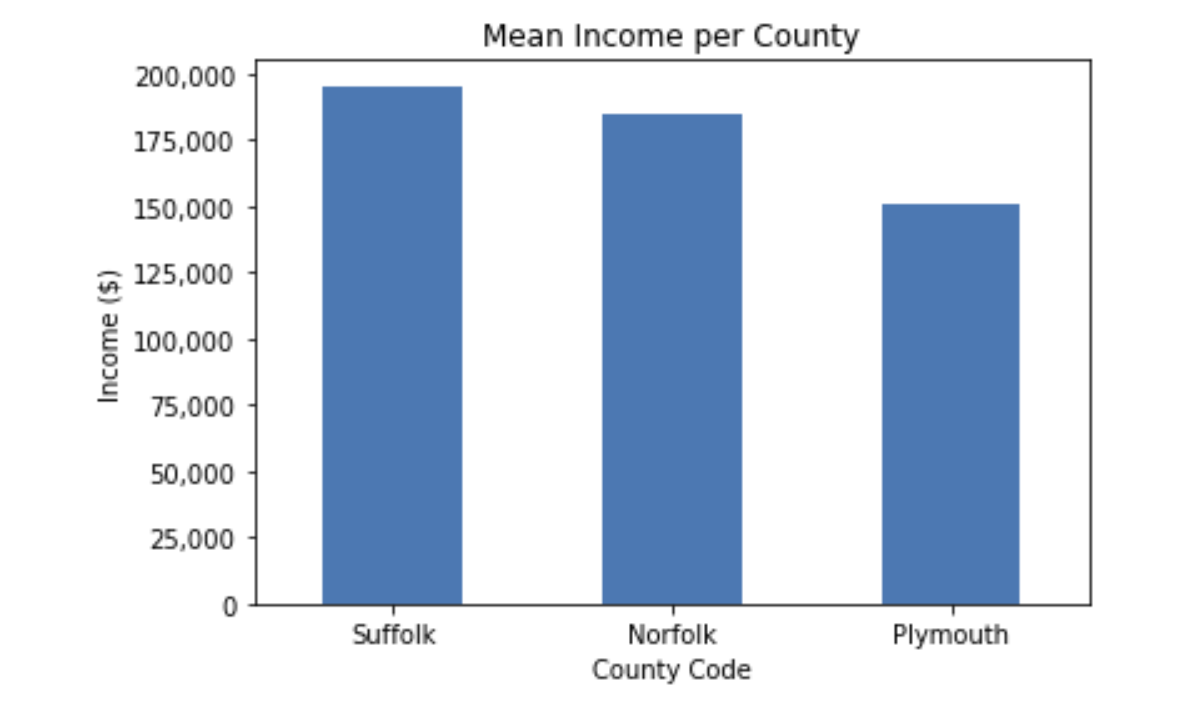 Mean Income per County
200,000
175,000
150,000
125,000
100,000
75,000
50,000
25,000
0
Income ($)
Suffolk Norfolk Plymouth
County Code